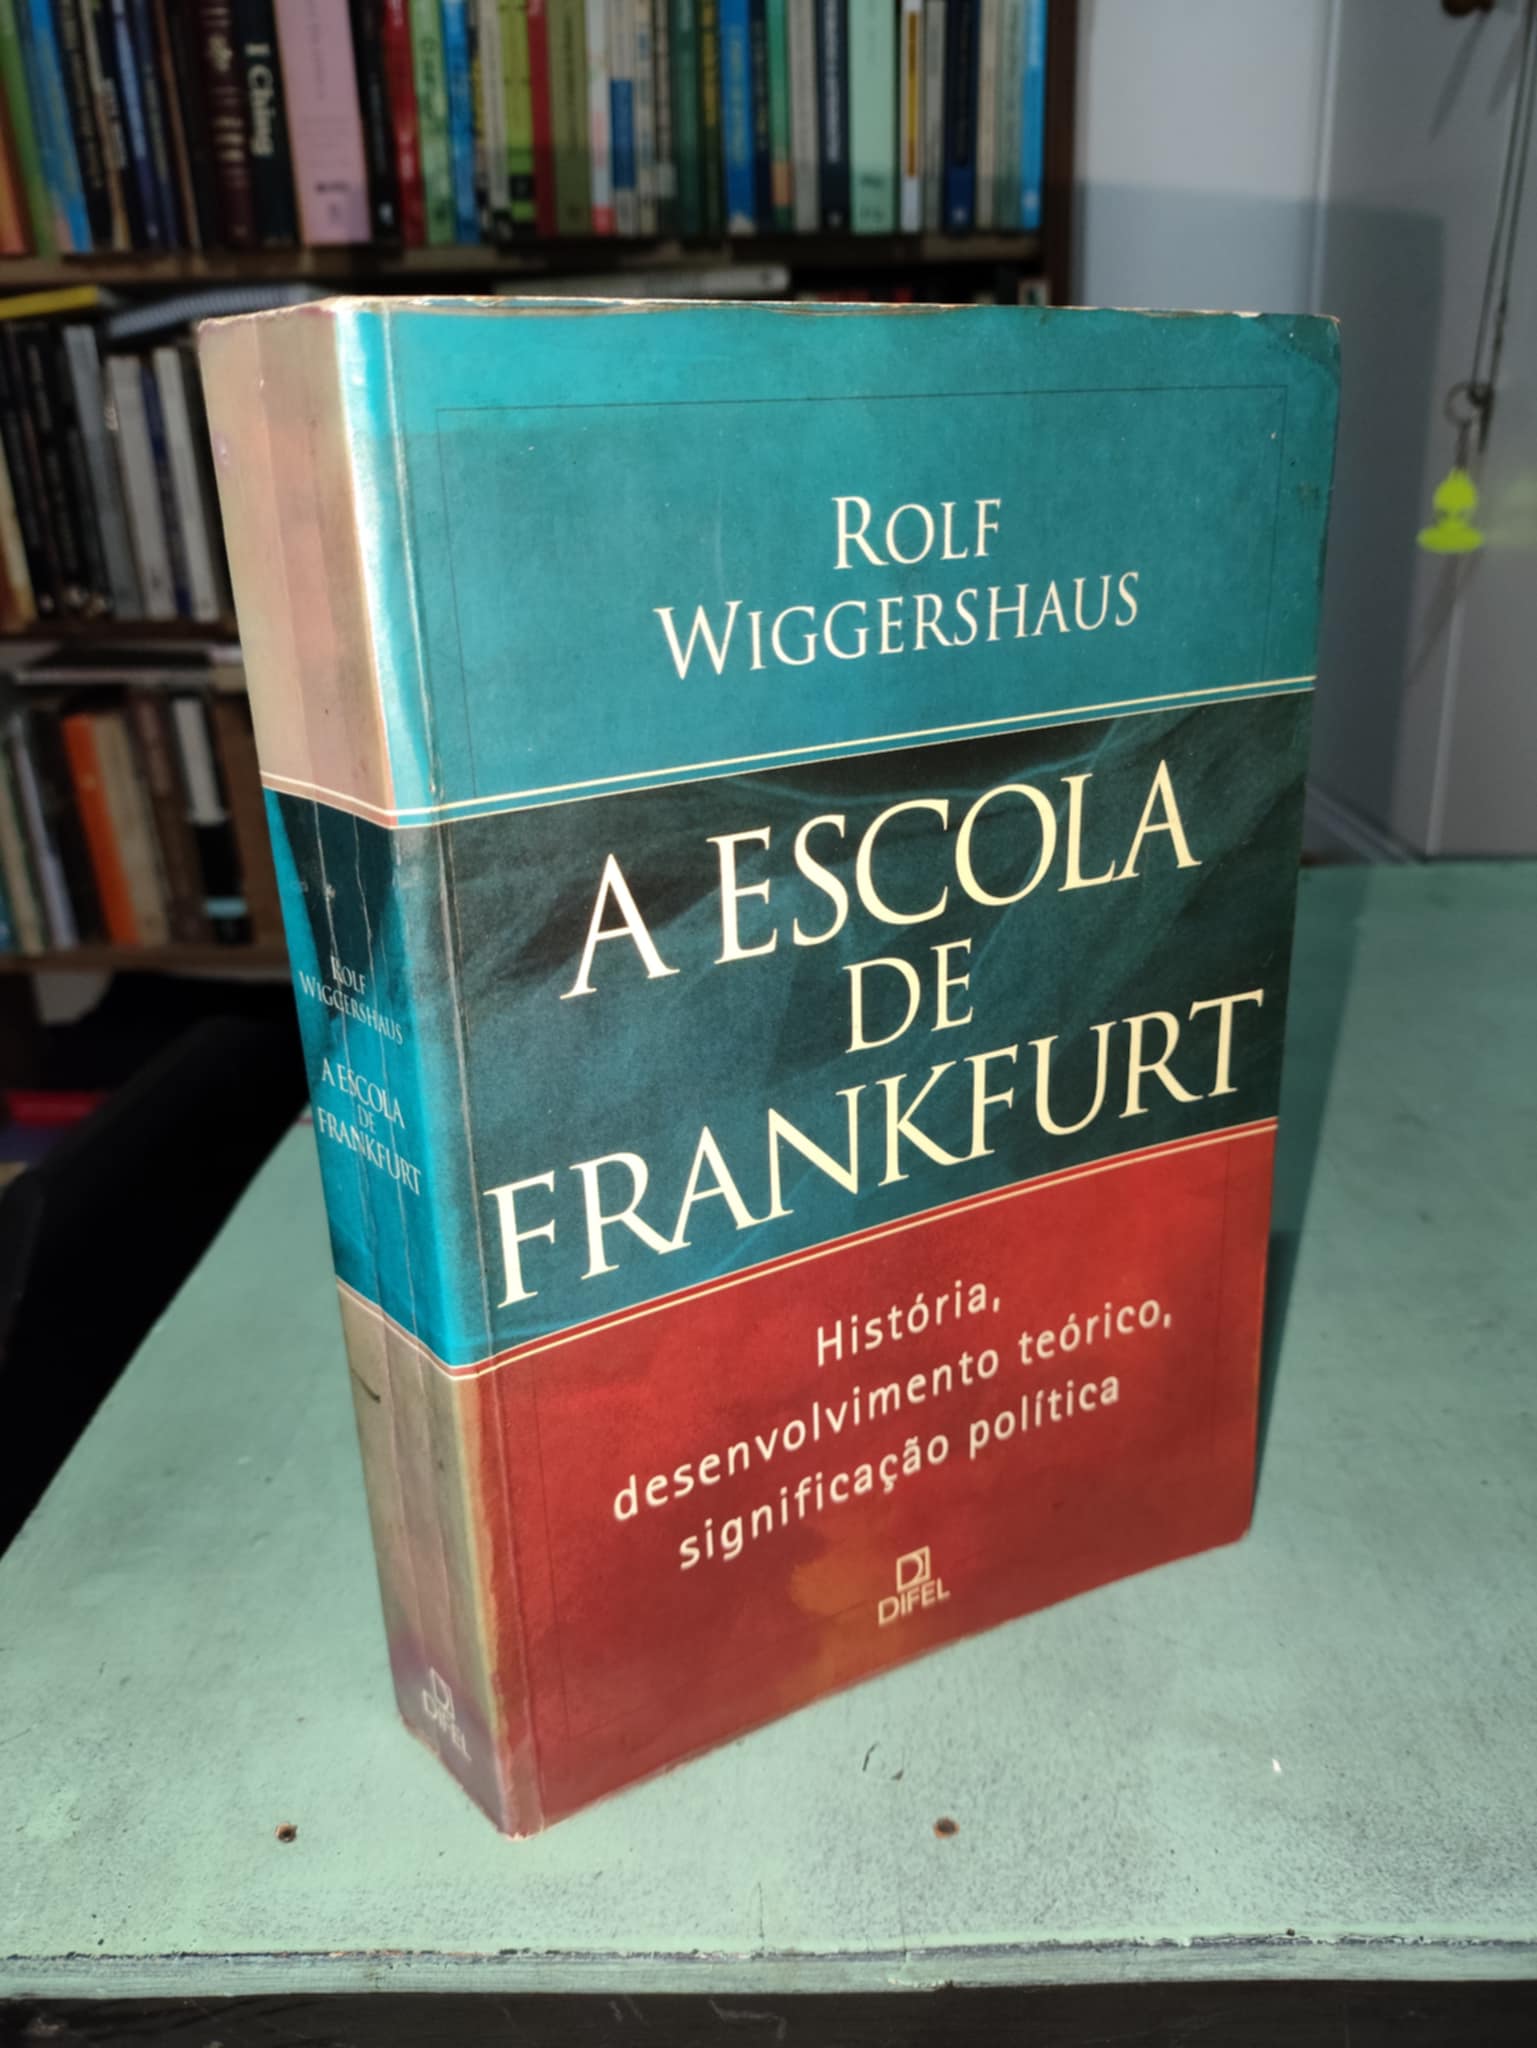 I Ching
ROLF
WIGGERSHAUS
A ESCOLA
DE
FRANKFURT
História,
desenvolvimento teórico,
significação política
DIFEL
ROLF
WIGGERSHAUS
A ESCOLA
DE
FRANKFURT
DIFEL